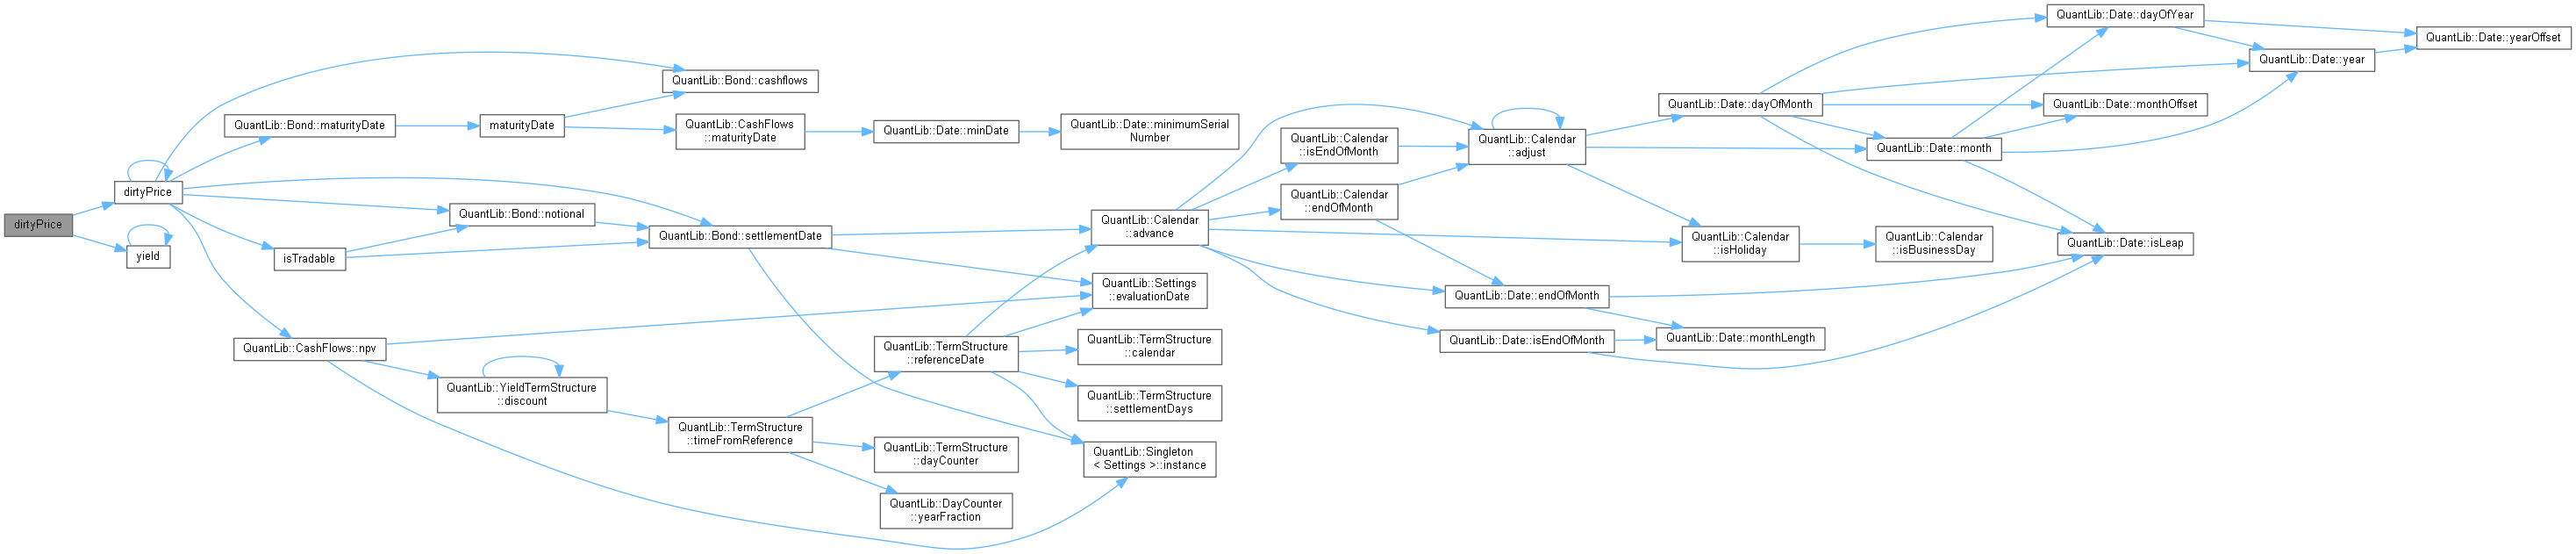 dirtyPrice
dirtyPrice
yield
QuantLib::Bond::maturityDate
isTradable
QuantLib::CashFlows::npv
maturityDate
QuantLib::Bond::notional
QuantLib::YieldTermStructure
::discount
QuantLib::Bond::cashflows
QuantLib::CashFlows
::maturityDate
QuantLib::Bond::settlementDate
QuantLib::TermStructure
::timeFromReference
QuantLib::Date::minDate
QuantLib::TermStructure
::referenceDate
QuantLib::TermStructure
::dayCounter
QuantLib::DayCounter
::yearFraction
QuantLib::Date::minimumSerial
Number
QuantLib::Calendar
::advance
QuantLib::Settings
::evaluationDate
QuantLib::TermStructure
::calendar
QuantLib::TermStructure
::settlementDays
QuantLib::Singleton
< Settings >::instance
QuantLib::Calendar
::isEndOfMonth
QuantLib::Calendar
::endOfMonth
QuantLib::Calendar
::adjust
QuantLib::Date::endOfMonth
QuantLib::Date::isEndOfMonth
QuantLib::Date::dayOfMonth
QuantLib::Calendar
::isHoliday
QuantLib::Date::monthLength
QuantLib::Date::month
QuantLib::Calendar
::isBusinessDay
QuantLib::Date::dayOfYear
QuantLib::Date::monthOffset
QuantLib::Date::isLeap
QuantLib::Date::year
QuantLib::Date::yearOffset